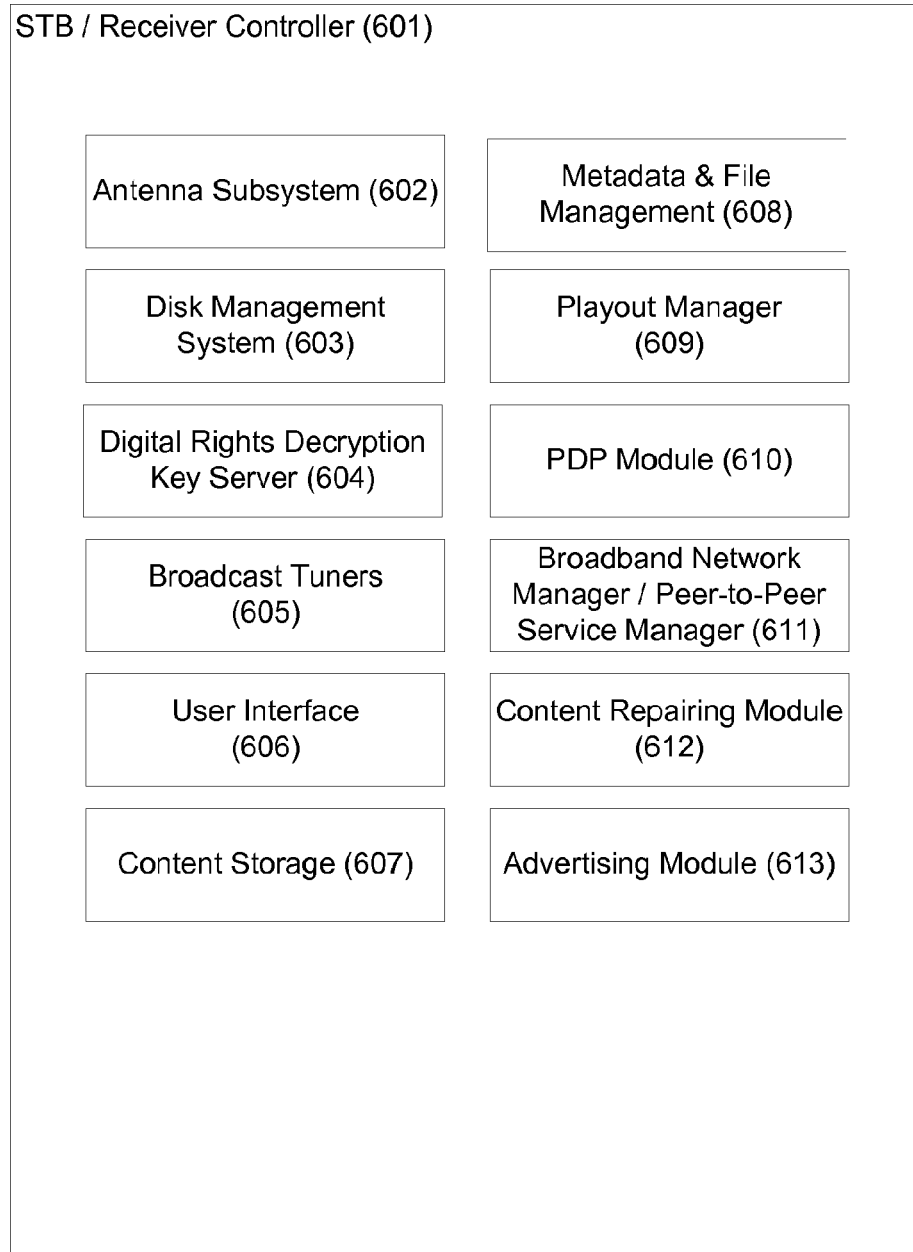 STB / Receiver Controller (601)
Antenna Subsystem (602)
Disk Management
System (603)
Digital Rights Decryption
Key Server (604)
Broadcast Tuners
(605)
User Interface
(606)
Content Storage (607)
Metadata & File
Management (608)
Playout Manager
(609)
PDP Module (610)
Broadband Network
Manager / Peer-to-Peer
Service Manager (611)
Content Repairing Module
(612)
Advertising Module (613)